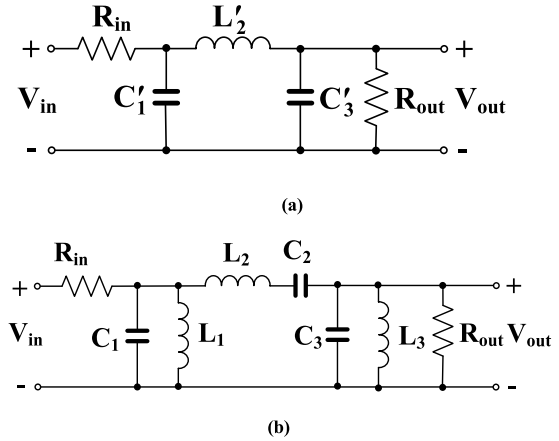 + R_in L′_2 +
V_in C′_1 C′_3 R_out V_out
- -
(a)
R_in L_2 C_2
+ +
V_in C_1 L_1 C_3 L_3 R_out V_out
- -
(b)